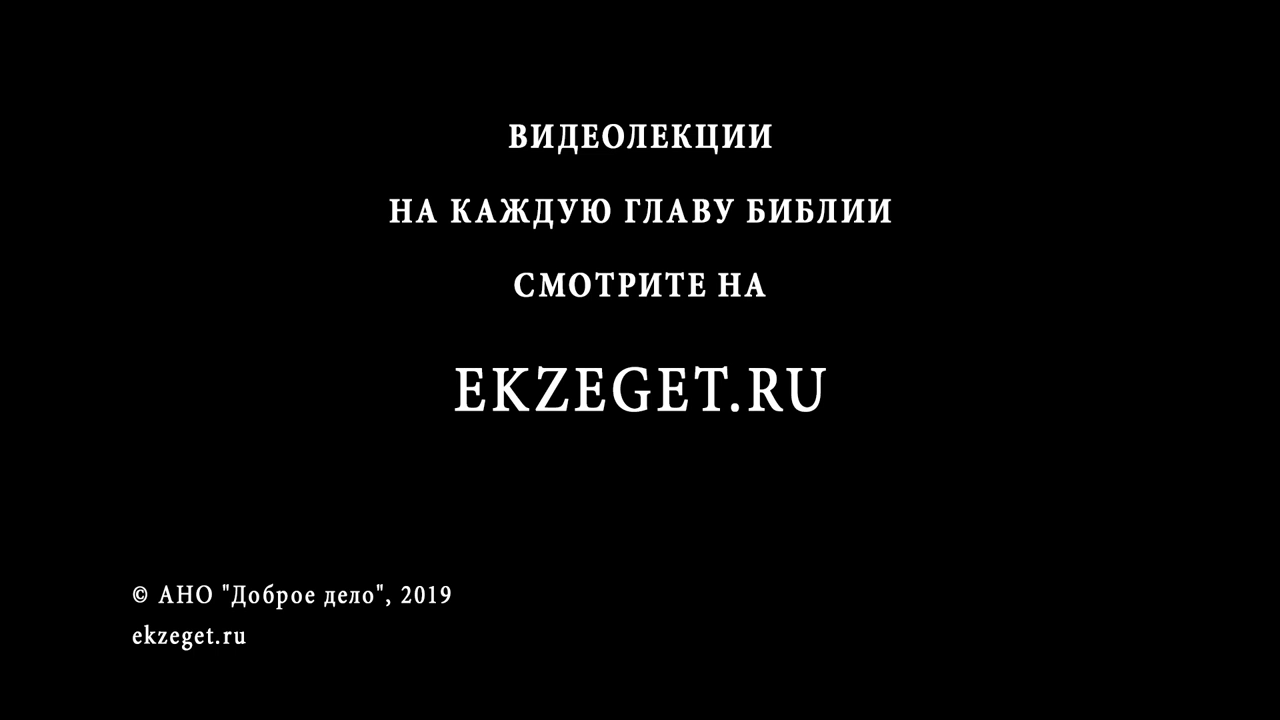 ВИДЕОЛЕКЦИИ
НА КАЖДУЮ ГЛАВУ БИБЛИИ
СМОТРИТЕ НА
EKZEGET.RU
© АНО "Доброе дело", 2019
ekzeget.ru